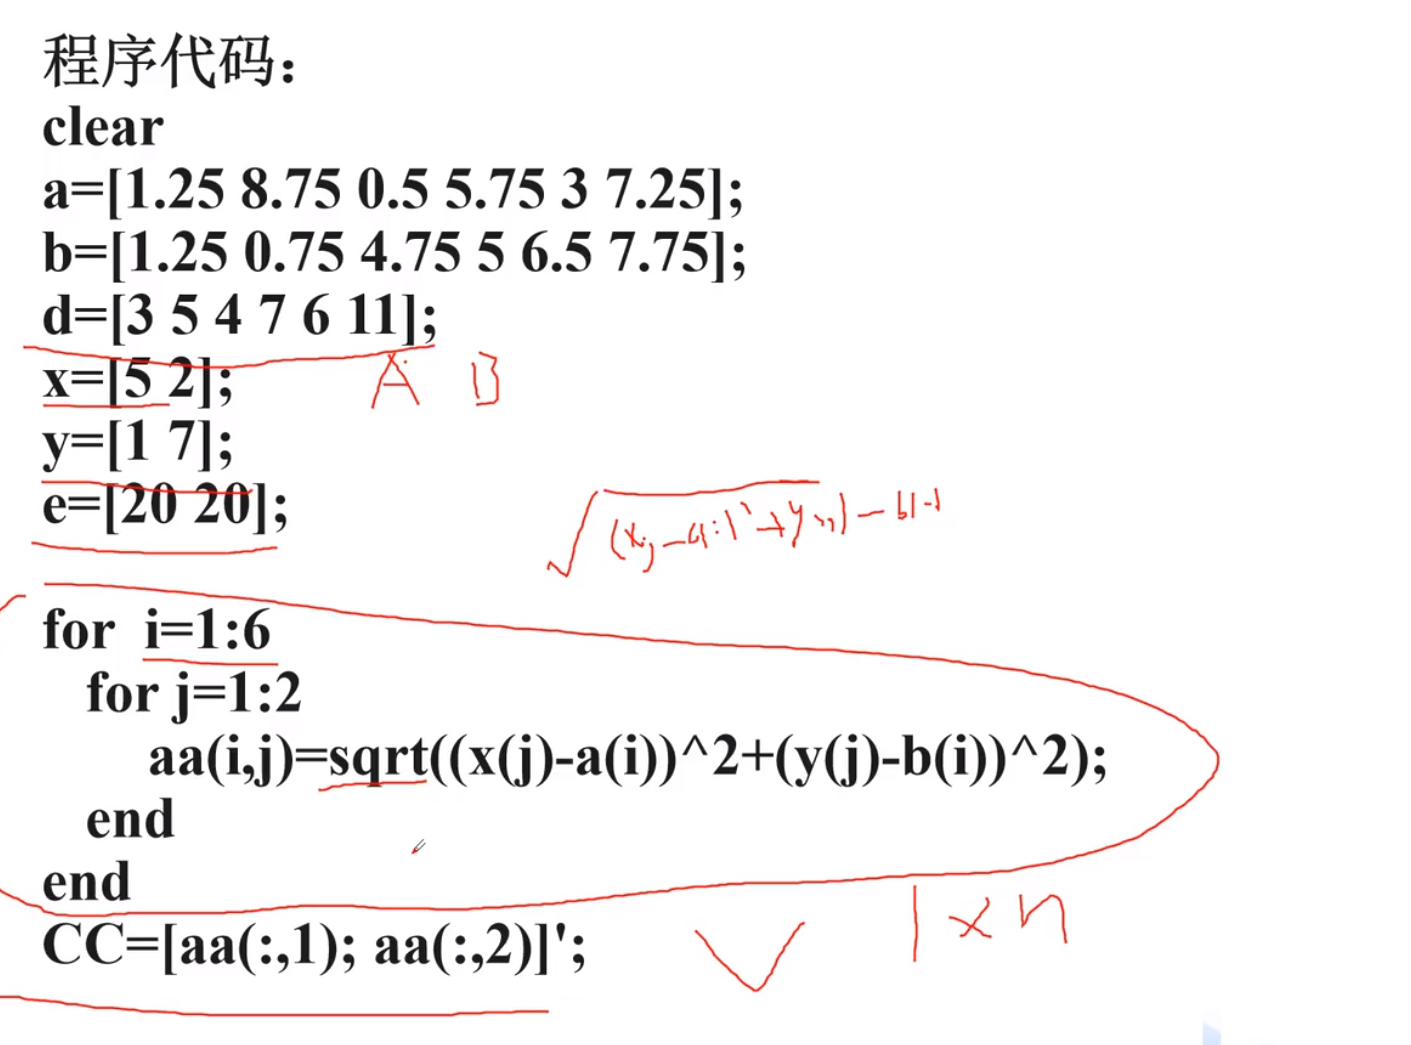 程序代码：
clear
a=[1.25 8.75 0.5 5.75 3 7.25];
b=[1.25 0.75 4.75 5 6.5 7.75];
d=[3 5 4 7 6 11];
x=[5 2];
A B
y=[1 7];
e=[20 20];
for i=1:6
for j=1:2
aa(i,j)=sqrt((x(j)-a(i))^2+(y(j)-b(i))^2);
end
end
CC=[aa(:,1); aa(:,2)]';
1×n